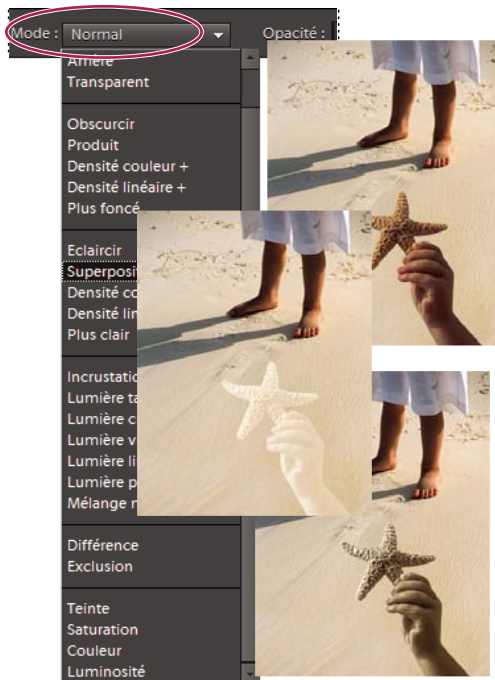 Mode : Normal Opacité :
Arrière
Transparent
Obscurcir
Produit
Densité couleur +
Densité linéaire +
Plus foncé
Eclaircir
Superposit
Densité co
Densité lin
Plus clair
Incrustatio
Lumière ta
Lumière c
Lumière v
Lumière li
Lumière p
Mélange r
Différence
Exclusion
Teinte
Saturation
Couleur
Luminosité